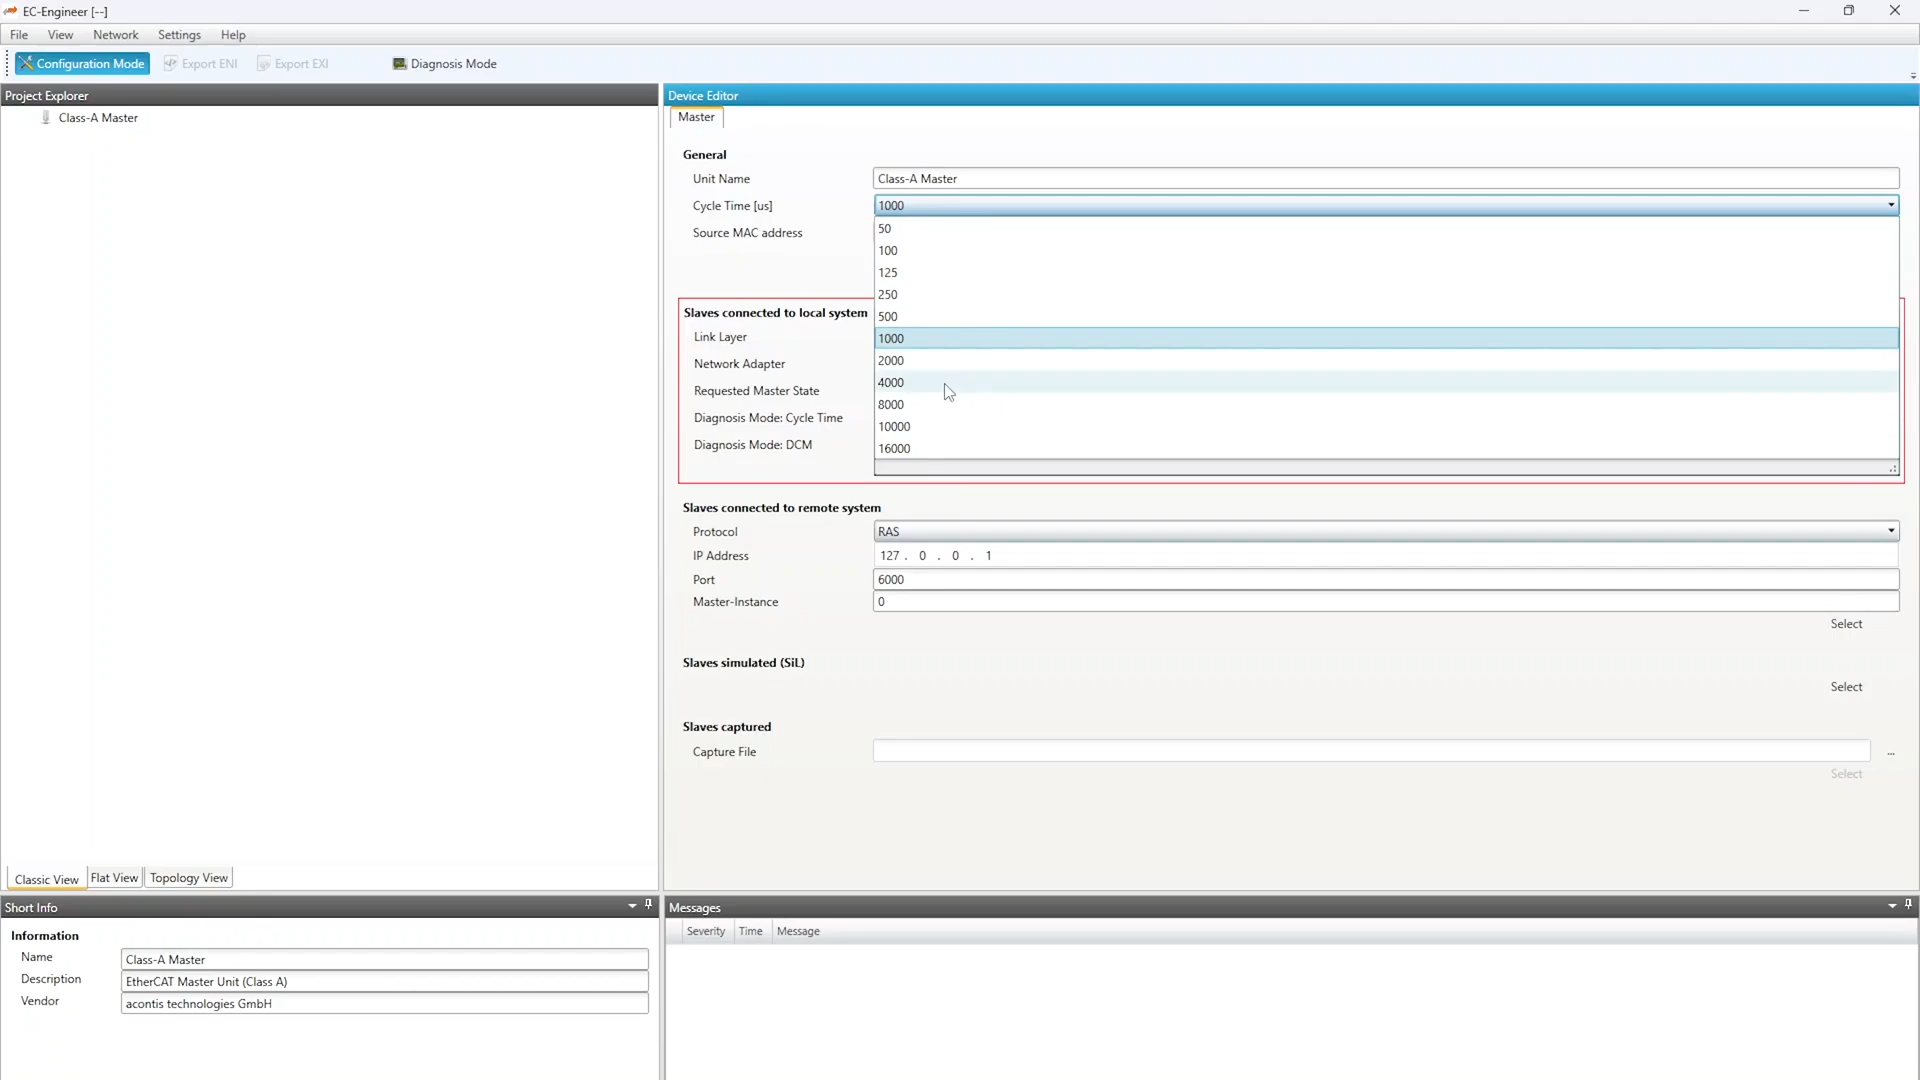 EC-Engineer [--]
File View Network Settings Help
Configuration Mode Export ENI Export EXI Diagnosis Mode
Project Explorer
Class-A Master
Classic View Flat View Topology View
Device Editor
Master
General
Unit Name Class-A Master
Cycle Time [us] 1000
Source MAC address
50
100
125
250
500
1000
2000
4000
8000
10000
16000
Slaves connected to local system
Link Layer
Network Adapter
Requested Master State
Diagnosis Mode: Cycle Time
Diagnosis Mode: DCM
Slaves connected to remote system
Protocol RAS
IP Address 127 . 0 . 0 . 1
Port 6000
Master-Instance 0
Select
Slaves simulated (SiL)
Select
Slaves captured
Capture File ...
Select
Short Info
Information
Name Class-A Master
Description EtherCAT Master Unit (Class A)
Vendor acontis technologies GmbH
Messages
Severity Time Message